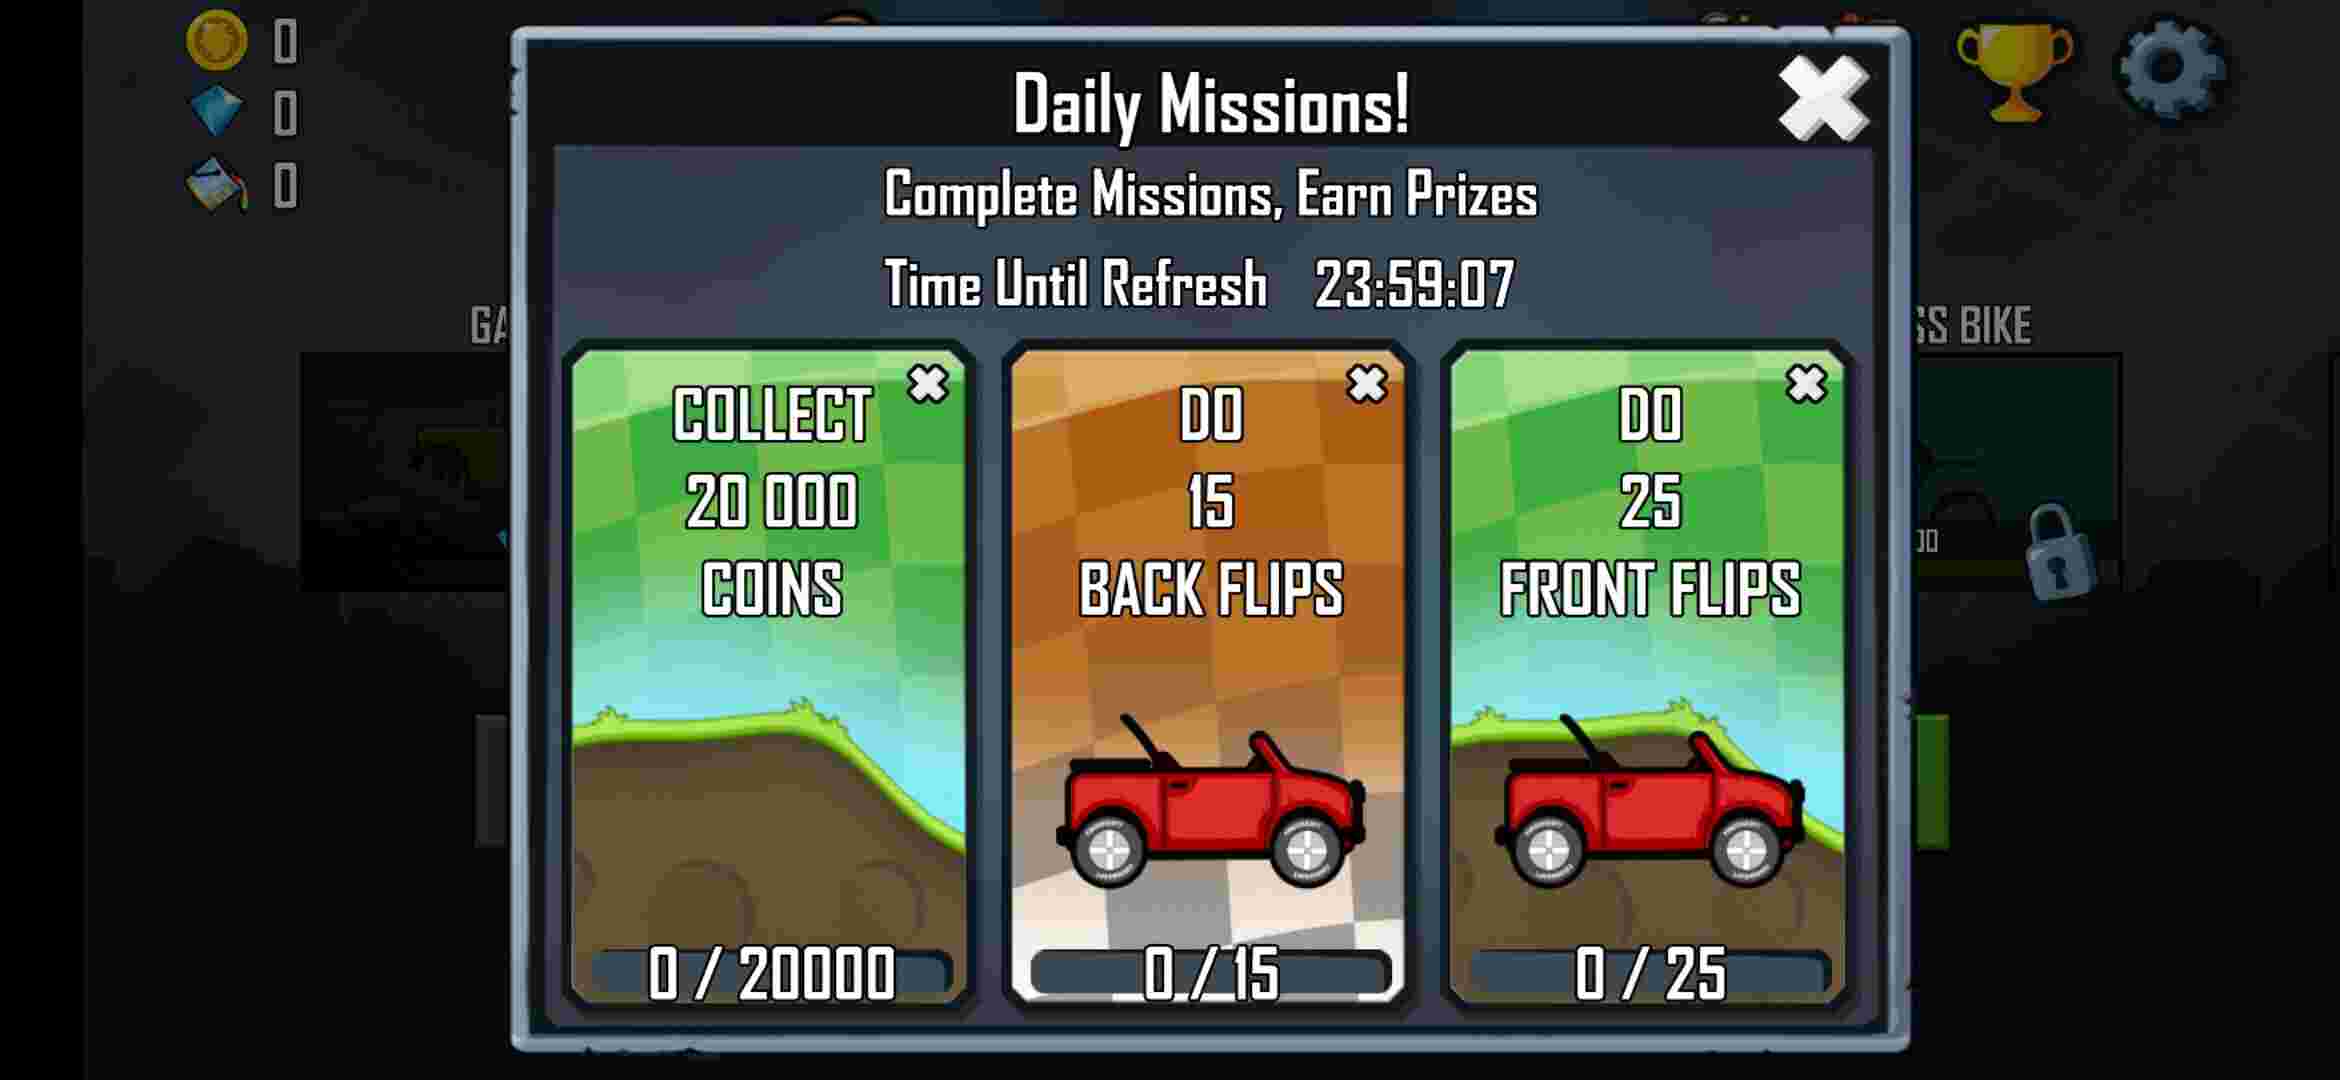 0
0
0
Daily Missions!
Complete Missions, Earn Prizes
Time Until Refresh 23:59:07
GA
SS BIKE
COLLECT
20 000
COINS
0 / 20000
DO
15
BACK FLIPS
0 / 15
DO
25
FRONT FLIPS
0 / 25